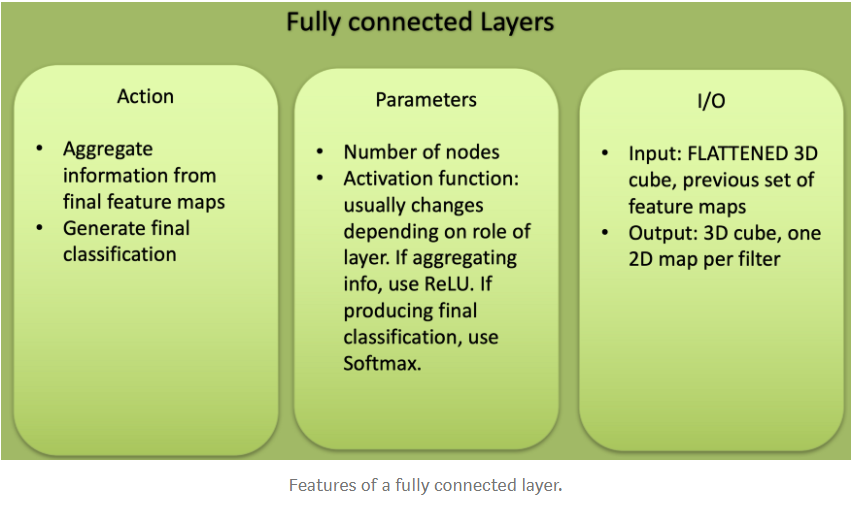 Fully connected Layers
Action
• Aggregate
information from
final feature maps
• Generate final
classification
Parameters
• Number of nodes
• Activation function:
usually changes
depending on role of
layer. If aggregating
info, use ReLU. If
producing final
classification, use
Softmax.
I/O
• Input: FLATTENED 3D
cube, previous set of
feature maps
• Output: 3D cube, one
2D map per filter
Features of a fully connected layer.